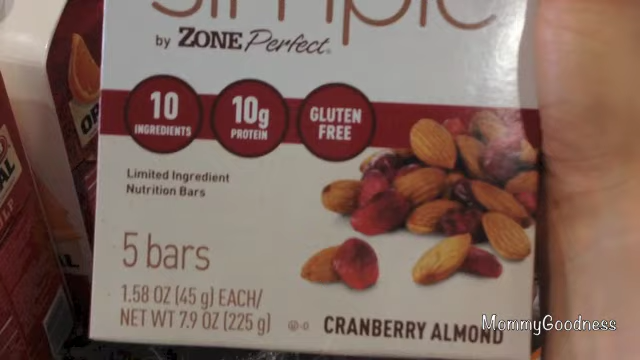 simple
by ZONE Perfect®
10
INGREDIENTS
10g
PROTEIN
GLUTEN
FREE
Limited Ingredient
Nutrition Bars
5 bars
1.58 OZ (45 g) EACH/
NET WT 7.9 OZ (225 g)
CRANBERRY ALMOND
MommyGoodness